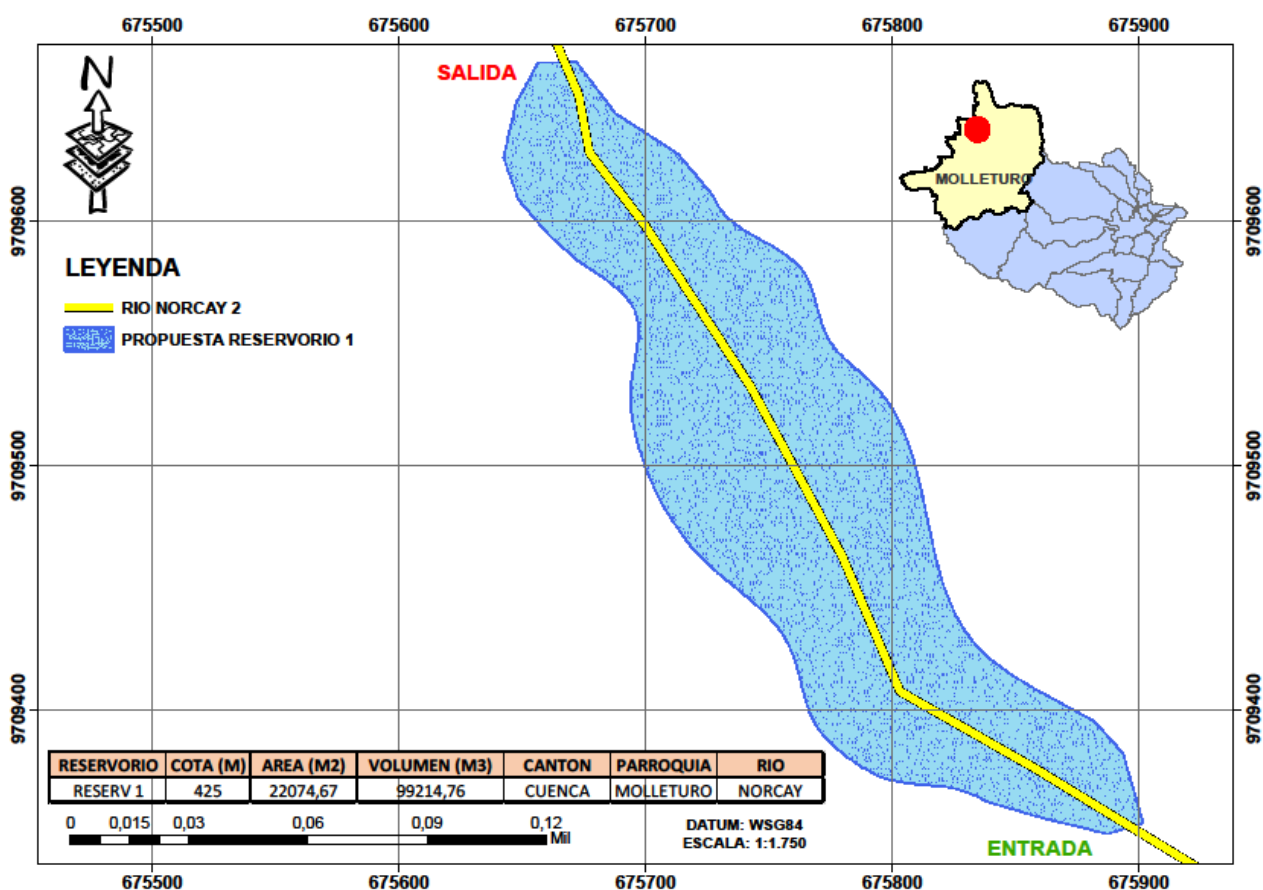 675500 675600 675700 675800 675900
N
SALIDA
MOLLETURO
9709600 9709600
LEYENDA
RIO NORCAY 2
PROPUESTA RESERVORIO 1
9709500 9709500
9709400 9709400
RESERVORIO COTA (M) AREA (M2) VOLUMEN (M3) CANTON PARROQUIA RIO
RESERV 1 425 22074,67 99214,76 CUENCA MOLLETURO NORCAY
0 0,015 0,03 0,06 0,09 0,12
Mil
DATUM: WSG84
ESCALA: 1:1.750
ENTRADA
675500 675600 675700 675800 675900